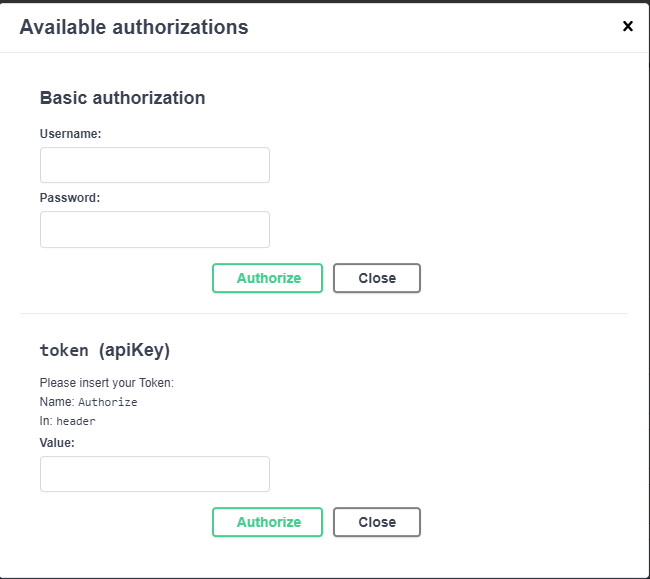 Available authorizations
Basic authorization
Username:
Password:
Authorize Close
token (apiKey)
Please insert your Token:
Name: Authorize
In: header
Value:
Authorize Close